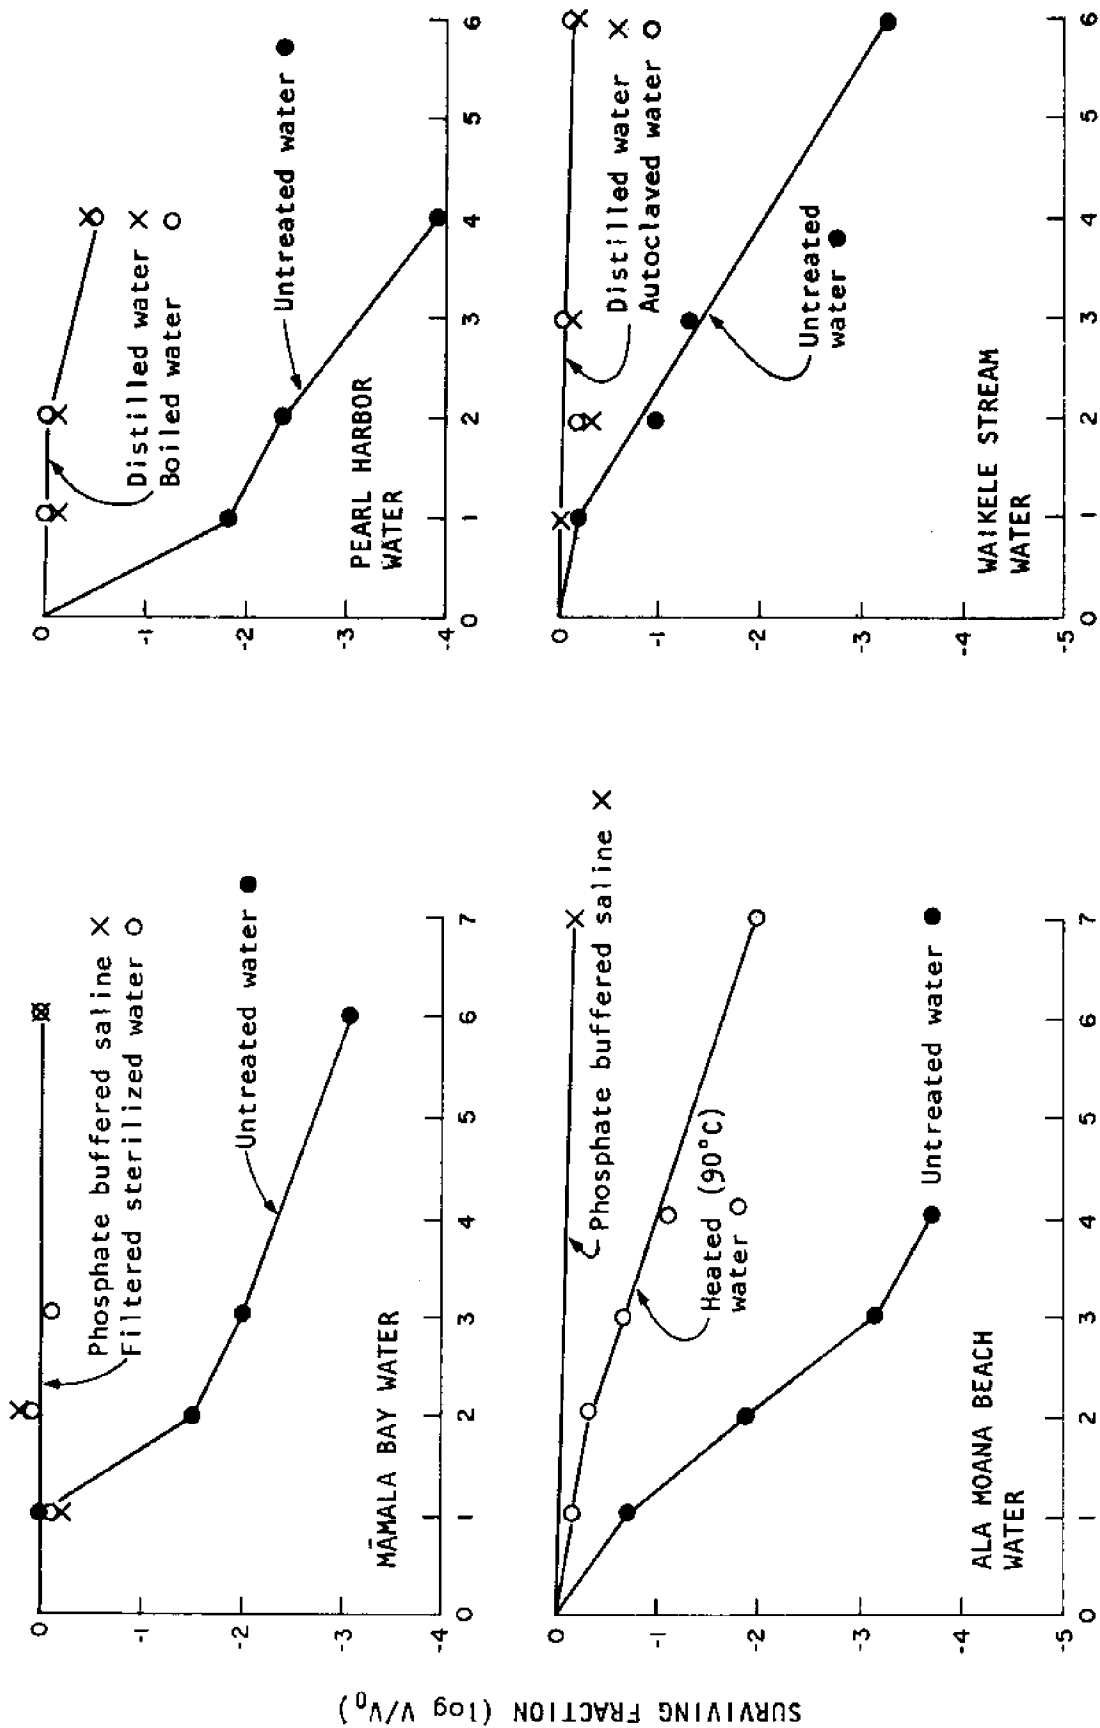 SURVIVING FRACTION (log V/V0)
0
-1
-2
-3
-4
Phosphate buffered saline X
Filtered sterilized water O
Untreated water ●
MĀMALA BAY WATER
0 1 2 3 4 5 6 7
0
-1
-2
-3
-4
Distilled water X
Boiled water O
Untreated water ●
PEARL HARBOR
WATER
0 1 2 3 4 5 6
0
-1
-2
-3
-4
-5
Phosphate buffered saline X
Heated (90°C)
water O
Untreated water ●
ALA MOANA BEACH
WATER
0 1 2 3 4 5 6 7
0
-1
-2
-3
-4
-5
Distilled water X
Autoclaved water O
Untreated
water ●
WAIKELE STREAM
WATER
0 1 2 3 4 5 6